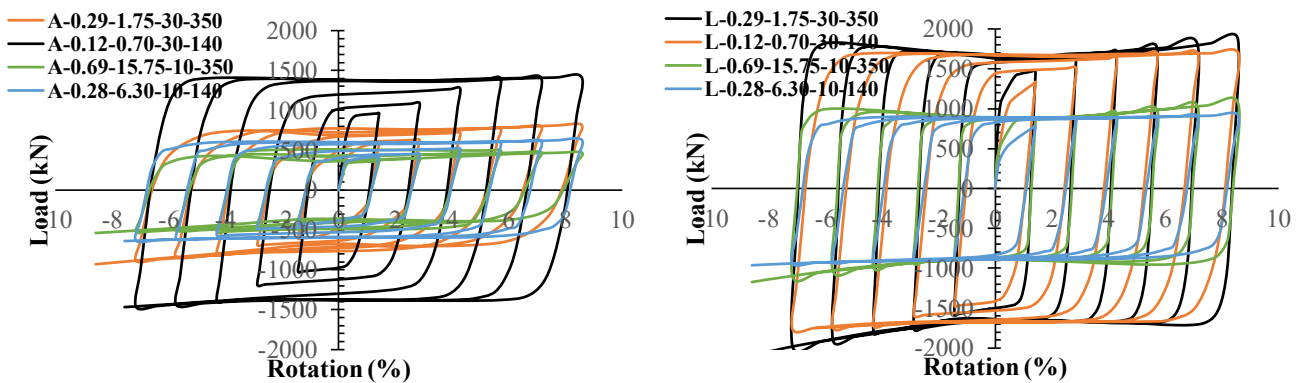 A-0.29-1.75-30-350
A-0.12-0.70-30-140
A-0.69-15.75-10-350
A-0.28-6.30-10-140
2000
1500
1000
500
0
-500
-1000
-1500
-2000
-10 -8 -6 -4 -2 0 2 4 6 8 10
Load (kN)
Rotation (%)
L-0.29-1.75-30-350
L-0.12-0.70-30-140
L-0.69-15.75-10-350
L-0.28-6.30-10-140
2000
1500
1000
500
0
-500
-1000
-1500
-2000
-10 -8 -6 -4 -2 0 2 4 6 8 10
Load (kN)
Rotation (%)